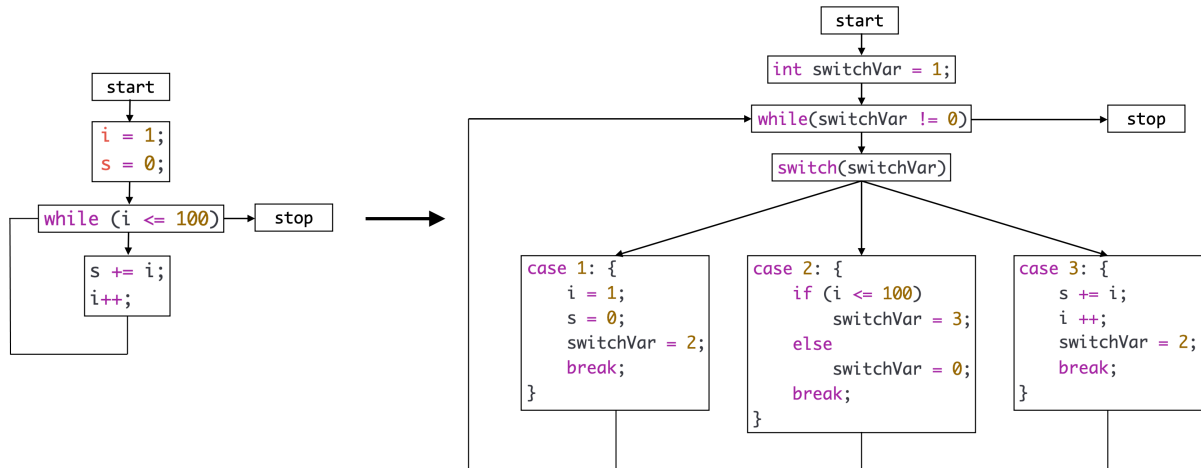 start
i = 1;
s = 0;
while (i <= 100)
stop
s += i;
i++;
start
int switchVar = 1;
while(switchVar != 0)
stop
switch(switchVar)
case 1: {
i = 1;
s = 0;
switchVar = 2;
break;
}
case 2: {
if (i <= 100)
switchVar = 3;
else
switchVar = 0;
break;
}
case 3: {
s += i;
i ++;
switchVar = 2;
break;
}